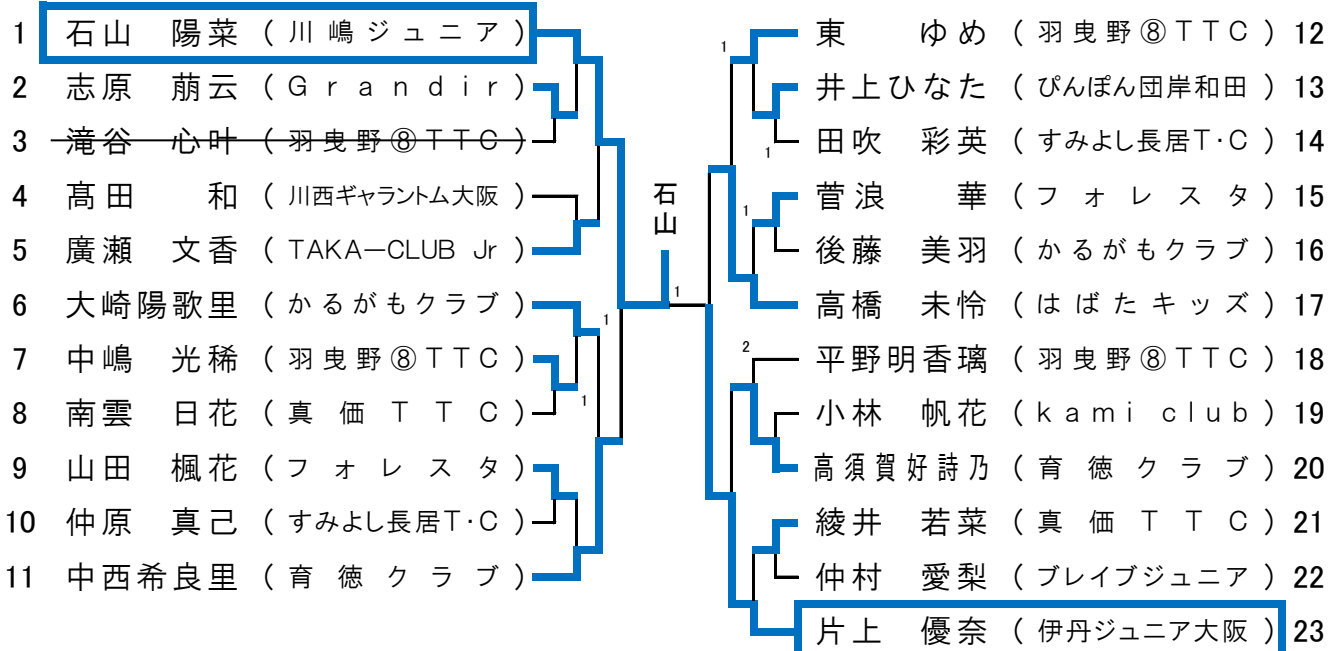 1 石山 陽菜 (川嶋ジュニア)
2 志原 萠云 (Grandir)
3 滝谷 心叶 (羽曳野⑧TTC)
4 髙田 和 (川西ギャラントム大阪)
5 廣瀬 文香 (TAKA-CLUB Jr)
6 大崎陽歌里 (かるがもクラブ)
7 中嶋 光稀 (羽曳野⑧TTC)
8 南雲 日花 (真価TTC)
9 山田 楓花 (フォレスタ)
10 仲原 真己 (すみよし長居T・C)
11 中西希良里 (育徳クラブ)
1
1
石山
1
1
1
1
2
東 ゆめ (羽曳野⑧TTC) 12
井上ひなた (ぴんぽん団岸和田) 13
田吹 彩英 (すみよし長居T・C) 14
菅浪 華 (フォレスタ) 15
後藤 美羽 (かるがもクラブ) 16
高橋 未怜 (はばたキッズ) 17
平野明香璃 (羽曳野⑧TTC) 18
小林 帆花 (kami club) 19
高須賀好詩乃 (育徳クラブ) 20
綾井 若菜 (真価TTC) 21
仲村 愛梨 (ブレイブジュニア) 22
片上 優奈 (伊丹ジュニア大阪) 23